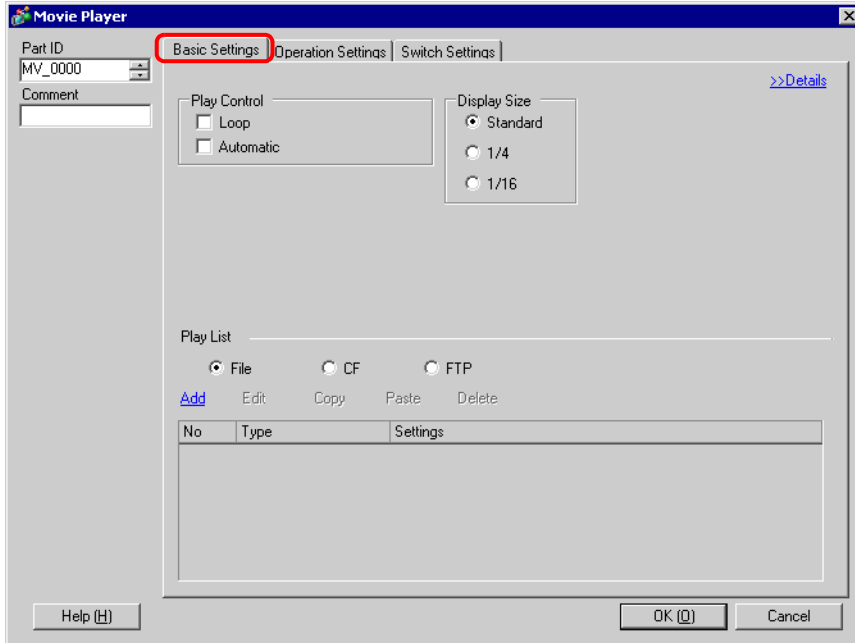 Movie Player
Part ID
MV_0000
Comment
Basic Settings
Operation Settings
Switch Settings
>>Details
Play Control
Loop
Automatic
Display Size
Standard
1/4
1/16
Play List
File
CF
FTP
Add
Edit
Copy
Paste
Delete
No
Type
Settings
Help (H)
OK (O)
Cancel